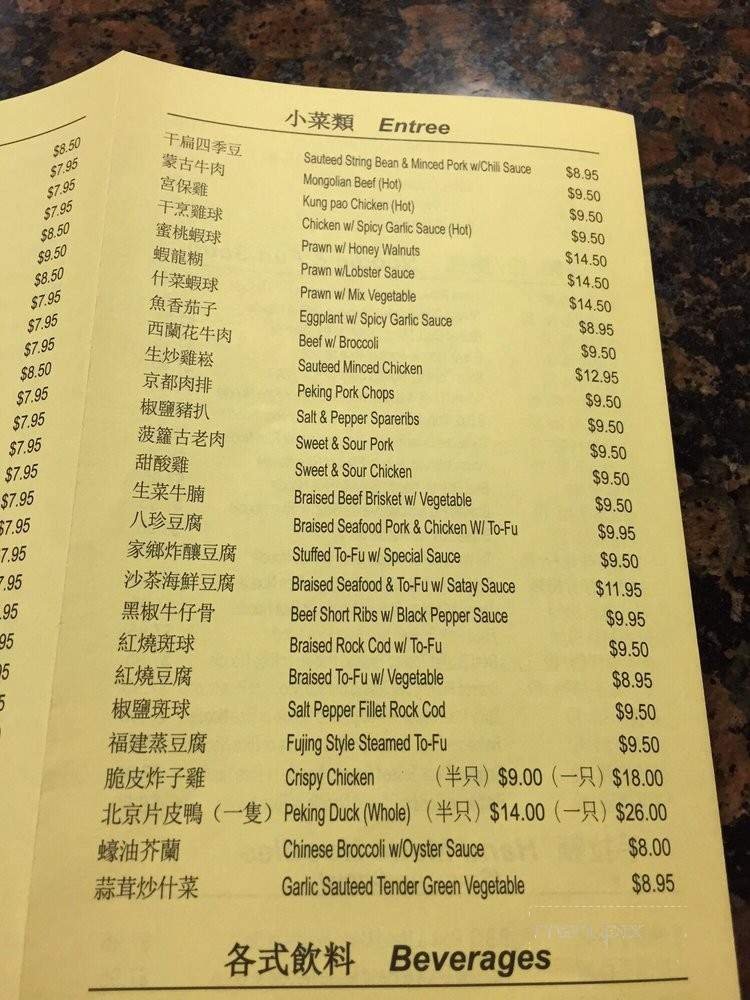 $8.50
$7.95
$7.95
$7.95
$8.50
$9.50
$8.50
$7.95
$7.95
$7.95
$8.50
$7.95
$7.95
$7.95
$7.95
$7.95
$7.95
7.95
.95
.95
95
95
5
小菜類 Entree
干扁四季豆 Sauteed String Bean & Minced Pork w/Chili Sauce $8.95
蒙古牛肉 Mongolian Beef (Hot) $9.50
宮保雞 Kung pao Chicken (Hot) $9.50
干烹雞球 Chicken w/ Spicy Garlic Sauce (Hot) $9.50
蜜桃蝦球 Prawn w/ Honey Walnuts $14.50
蝦龍糊 Prawn w/Lobster Sauce $14.50
什菜蝦球 Prawn w/ Mix Vegetable $14.50
魚香茄子 Eggplant w/ Spicy Garlic Sauce $8.95
西蘭花牛肉 Beef w/ Broccoli $9.50
生炒雞崧 Sauteed Minced Chicken $12.95
京都肉排 Peking Pork Chops $9.50
椒鹽豬扒 Salt & Pepper Spareribs $9.50
菠籮古老肉 Sweet & Sour Pork $9.50
甜酸雞 Sweet & Sour Chicken $9.50
生菜牛腩 Braised Beef Brisket w/ Vegetable $9.50
八珍豆腐 Braised Seafood Pork & Chicken W/ To-Fu $9.95
家鄉炸釀豆腐 Stuffed To-Fu w/ Special Sauce $9.50
沙茶海鮮豆腐 Braised Seafood & To-Fu w/ Satay Sauce $11.95
黑椒牛仔骨 Beef Short Ribs w/ Black Pepper Sauce $9.95
紅燒斑球 Braised Rock Cod w/ To-Fu $9.50
紅燒豆腐 Braised To-Fu w/ Vegetable $8.95
椒鹽斑球 Salt Pepper Fillet Rock Cod $9.50
福建蒸豆腐 Fujing Style Steamed To-Fu $9.50
脆皮炸子雞 Crispy Chicken (半只) $9.00 (一只) $18.00
北京片皮鴨（一隻）Peking Duck (Whole) (半只) $14.00 (一只) $26.00
蠔油芥蘭 Chinese Broccoli w/Oyster Sauce $8.00
蒜茸炒什菜 Garlic Sauteed Tender Green Vegetable $8.95
各式飲料 Beverages